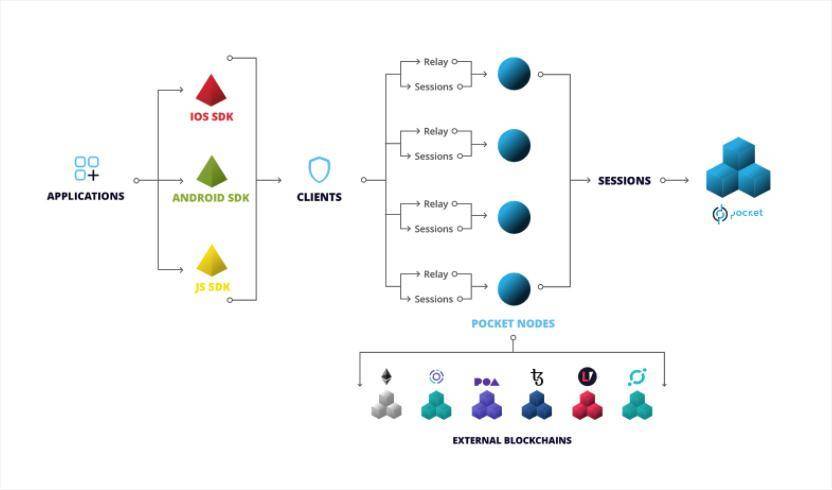 APPLICATIONS
IOS SDK
ANDROID SDK
JS SDK
CLIENTS
Relay
Sessions
Relay
Sessions
Relay
Sessions
Relay
Sessions
POCKET NODES
SESSIONS
pocket
POA
EXTERNAL BLOCKCHAINS